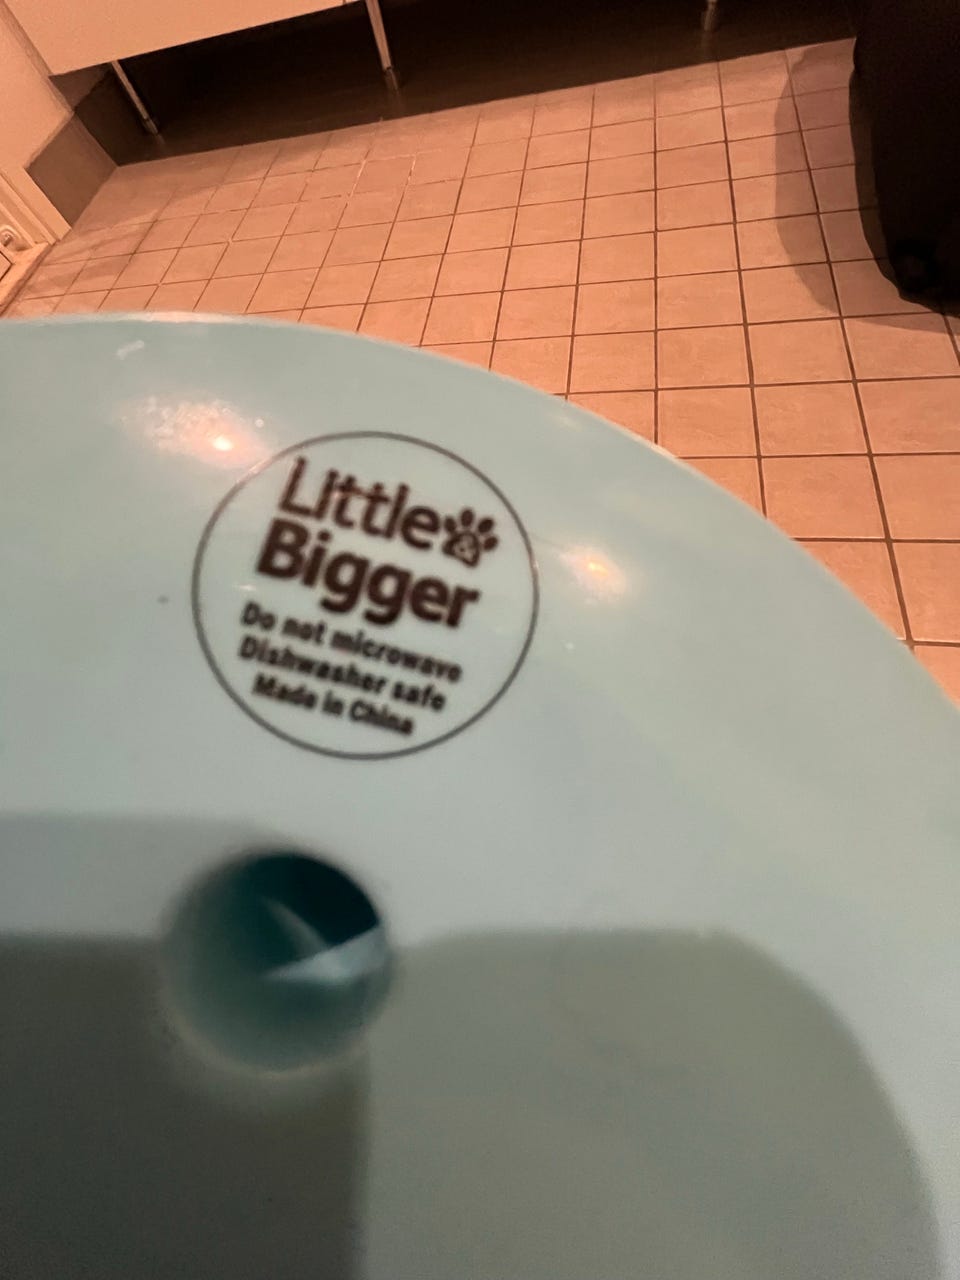 Little
Bigger
Do not microwave
Dishwasher safe
Made in China